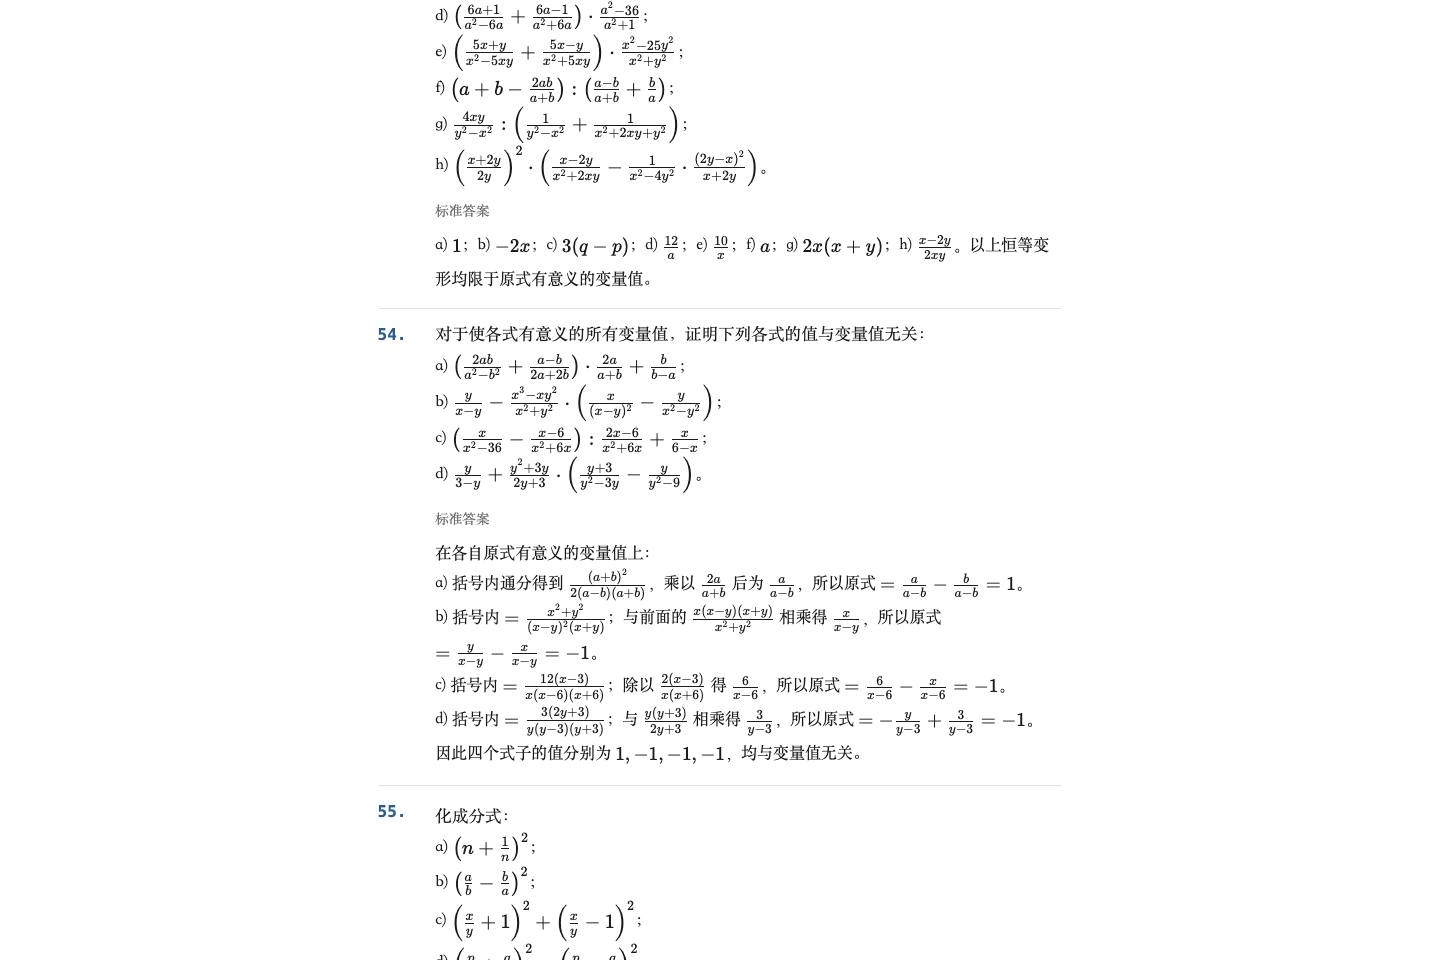 d) (6a+1/a²−6a + 6a−1/a²+6a) · a²−36/a²+1;
e) (5x+y/x²−5xy + 5x−y/x²+5xy) · x²−25y²/x²+y²;
f) (a + b − 2ab/a+b) : (a−b/a+b + b/a);
g) 4xy/y²−x² : (1/y²−x² + 1/x²+2xy+y²);
h) (x+2y/2y)² · (x−2y/x²+2xy − 1/x²−4y² · (2y−x)²/x+2y)。
标准答案
a) 1; b) −2x; c) 3(q − p); d) 12/a; e) 10/x; f) a; g) 2x(x + y); h) x−2y/2xy。以上恒等变
形均限于原式有意义的变量值。
54. 对于使各式有意义的所有变量值，证明下列各式的值与变量值无关：
a) (2ab/a²−b² + a−b/2a+2b) · 2a/a+b + b/b−a;
b) y/x−y − x³−xy²/x²+y² · (x/(x−y)² − y/x²−y²);
c) (x/x²−36 − x−6/x²+6x) : 2x−6/x²+6x + x/6−x;
d) y/3−y + y²+3y/2y+3 · (y+3/y²−3y − y/y²−9)。
标准答案
在各自原式有意义的变量值上：
a) 括号内通分得到 (a+b)²/2(a−b)(a+b)，乘以 2a/a+b 后为 a/a−b，所以原式 = a/a−b − b/a−b = 1。
b) 括号内 = x²+y²/(x−y)²(x+y)；与前面的 x(x−y)(x+y)/x²+y² 相乘得 x/x−y，所以原式
= y/x−y − x/x−y = −1。
c) 括号内 = 12(x−3)/x(x−6)(x+6)；除以 2(x−3)/x(x+6) 得 6/x−6，所以原式 = 6/x−6 − x/x−6 = −1。
d) 括号内 = 3(2y+3)/y(y−3)(y+3)；与 y(y+3)/2y+3 相乘得 3/y−3，所以原式 = −y/y−3 + 3/y−3 = −1。
因此四个式子的值分别为 1, −1, −1, −1，均与变量值无关。
55. 化成分式：
a) (n + 1/n)²;
b) (a/b − b/a)²;
c) (x/y + 1)² + (x/y − 1)²;